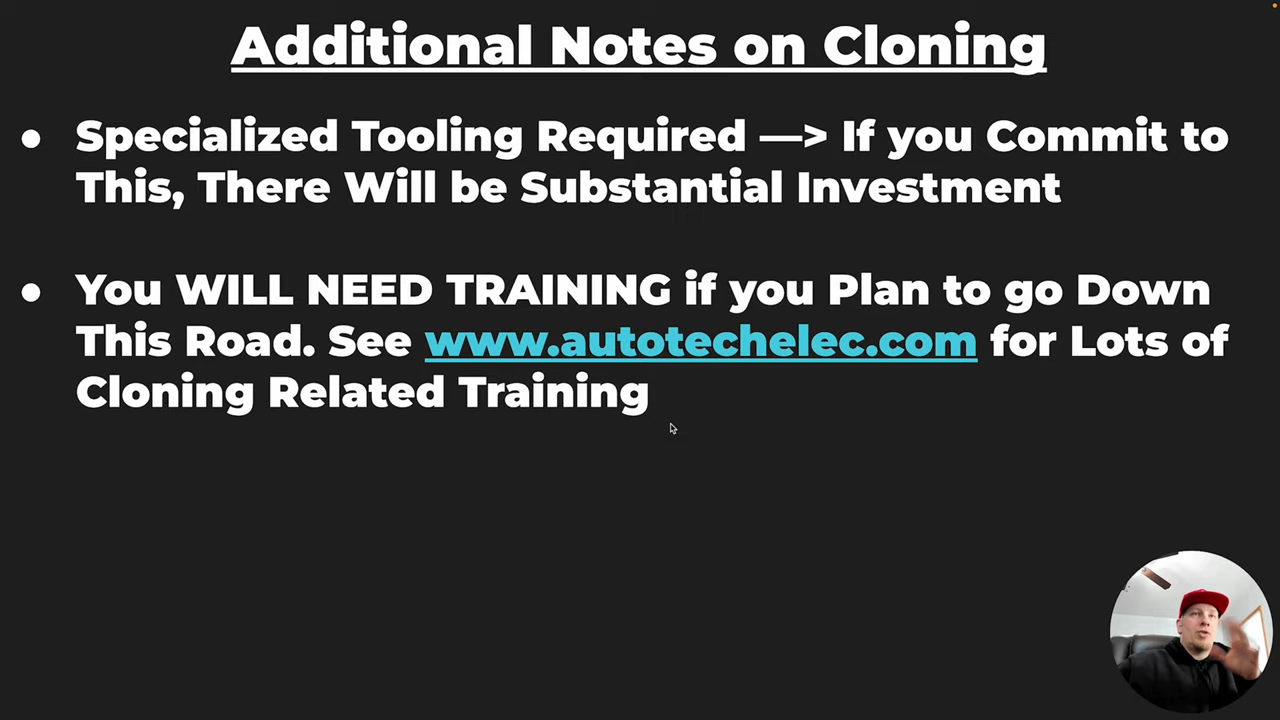 Additional Notes on Cloning
• Specialized Tooling Required —> If you Commit to
This, There Will be Substantial Investment
• You WILL NEED TRAINING if you Plan to go Down
This Road. See www.autotechelec.com for Lots of
Cloning Related Training